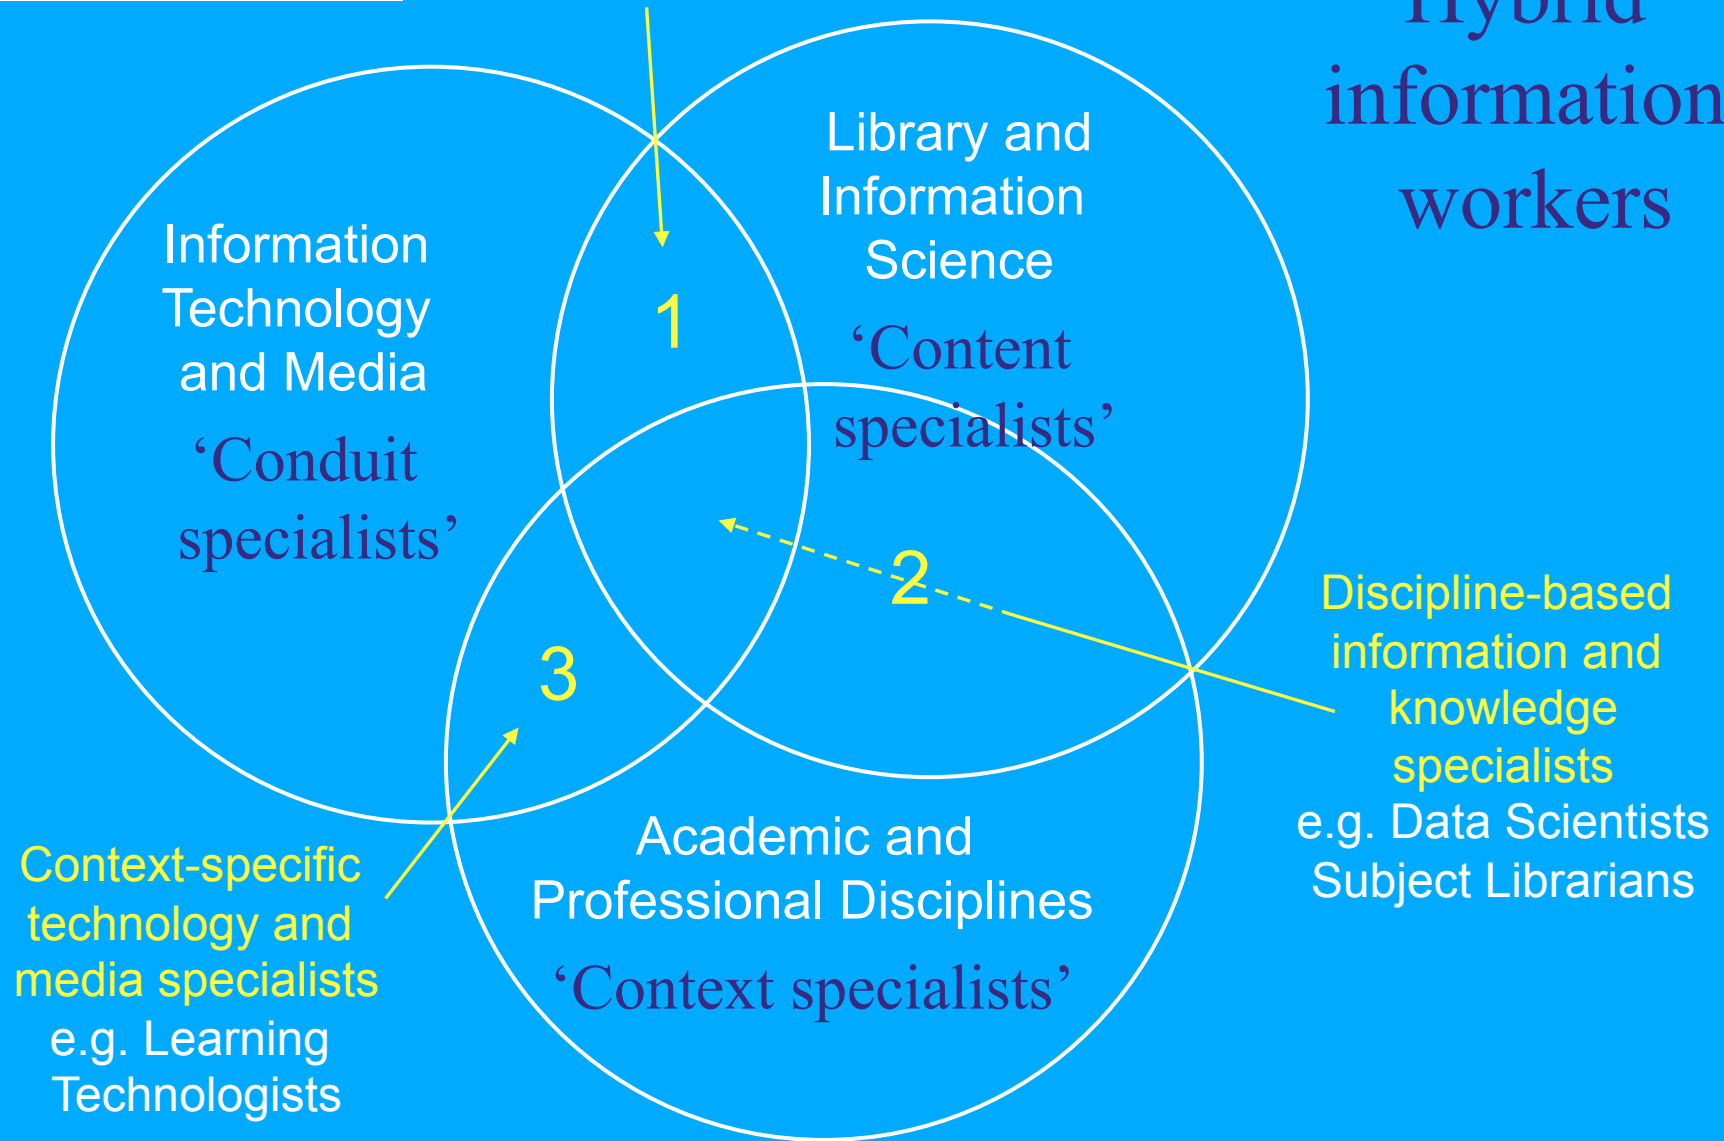 Hybrid
information
workers
Library and
Information
Science
‘Content
specialists’
Information
Technology
and Media
‘Conduit
specialists’
1
2
3
Discipline-based
information and
knowledge
specialists
e.g. Data Scientists
Subject Librarians
Academic and
Professional Disciplines
‘Context specialists’
Context-specific
technology and
media specialists
e.g. Learning
Technologists